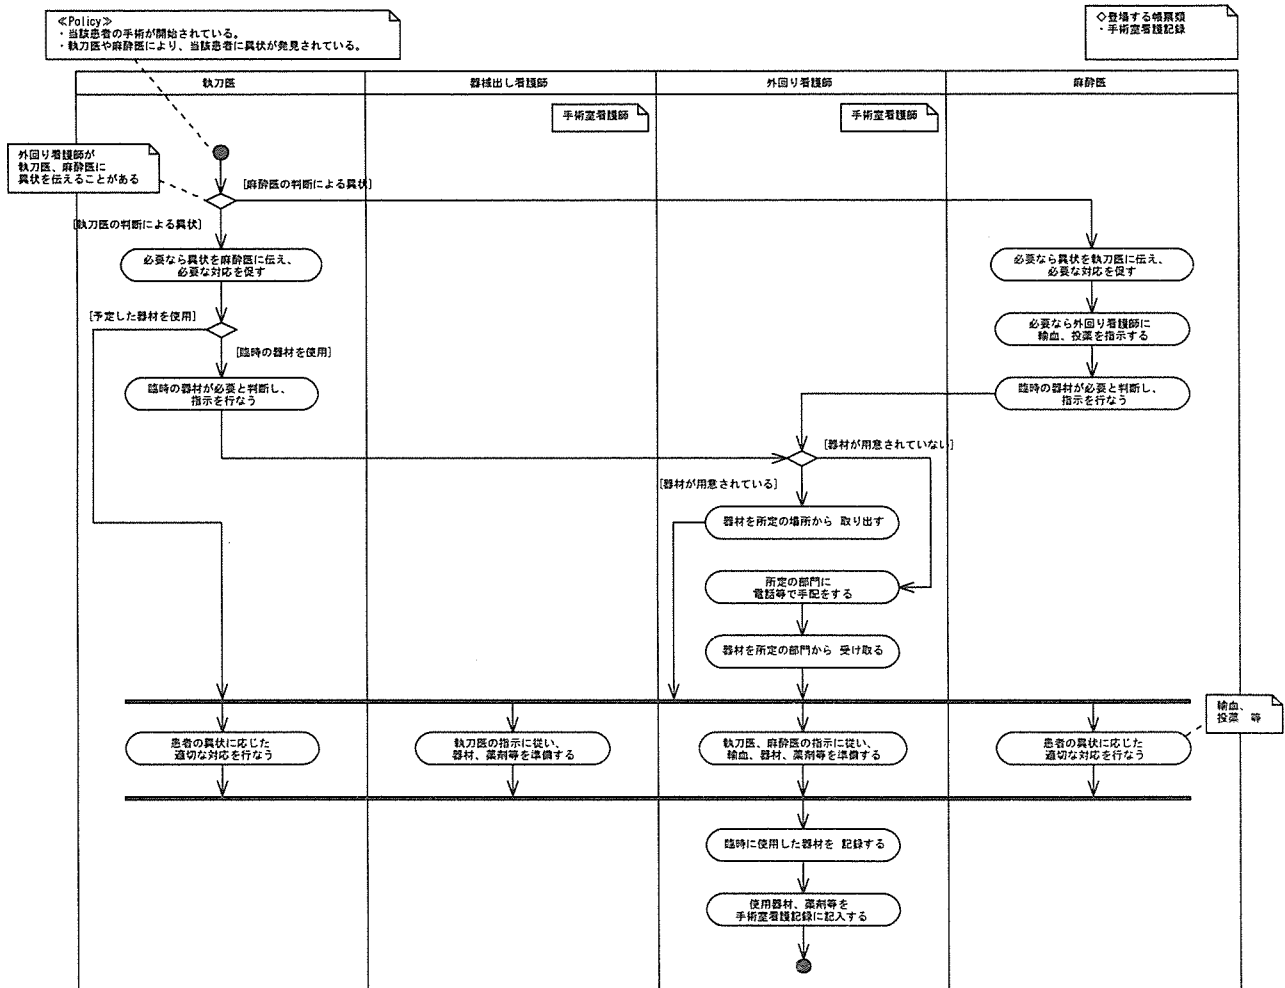 ≪Policy≫
・当該患者の手術が開始されている。
・執刀医や麻酔医により、当該患者に異状が発見されている。
◇登場する帳票類
・手術室看護記録
執刀医
器械出し看護師
外回り看護師
麻酔医
手術室看護師
手術室看護師
外回り看護師が
執刀医、麻酔医に
異状を伝えることがある
[麻酔医の判断による異状]
[執刀医の判断による異状]
必要なら異状を麻酔医に伝え、
必要な対応を促す
必要なら異状を執刀医に伝え、
必要な対応を促す
[予定した器材を使用]
必要なら外回り看護師に
輸血、投薬を指示する
[臨時の器材を使用]
臨時の器材が必要と判断し、
指示を行なう
臨時の器材が必要と判断し、
指示を行なう
[器材が用意されていない]
[器材が用意されている]
器材を所定の場所から 取り出す
所定の部門に
電話等で手配をする
器材を所定の部門から 受け取る
輸血、
投薬 等
患者の異状に応じた
適切な対応を行なう
執刀医の指示に従い、
器材、薬剤等を準備する
執刀医、麻酔医の指示に従い、
輸血、器材、薬剤等を準備する
患者の異状に応じた
適切な対応を行なう
臨時に使用した器材を 記録する
使用器材、薬剤等を
手術室看護記録に記入する